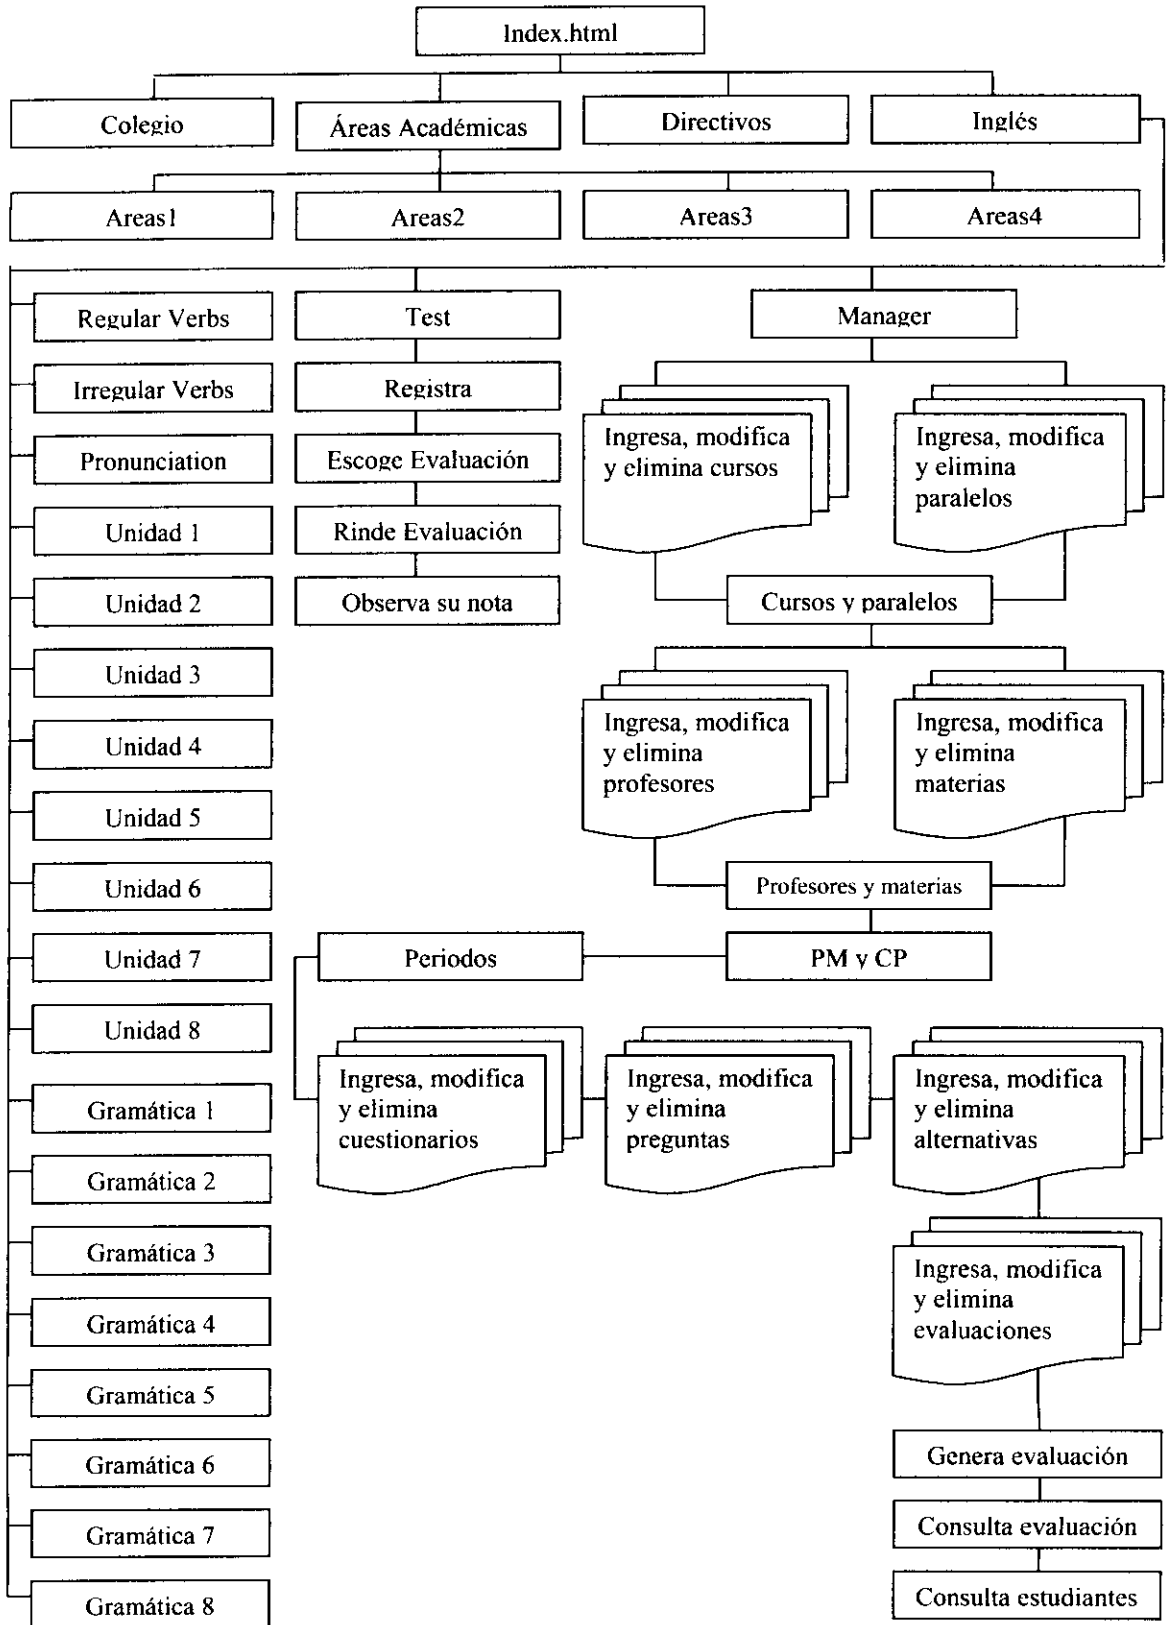 Index.html
Colegio
Áreas Académicas
Directivos
Inglés
Areas1
Areas2
Areas3
Areas4
Regular Verbs
Test
Manager
Irregular Verbs
Registra
Ingresa, modifica
y elimina cursos
Ingresa, modifica
y elimina
paralelos
Pronunciation
Escoge Evaluación
Unidad 1
Rinde Evaluación
Unidad 2
Observa su nota
Cursos y paralelos
Unidad 3
Ingresa, modifica
y elimina
profesores
Ingresa, modifica
y elimina
materias
Unidad 4
Unidad 5
Unidad 6
Profesores y materias
Unidad 7
Periodos
PM y CP
Unidad 8
Ingresa, modifica
y elimina
cuestionarios
Ingresa, modifica
y elimina
preguntas
Ingresa, modifica
y elimina
alternativas
Gramática 1
Gramática 2
Gramática 3
Ingresa, modifica
y elimina
evaluaciones
Gramática 4
Gramática 5
Gramática 6
Genera evaluación
Gramática 7
Consulta evaluación
Gramática 8
Consulta estudiantes